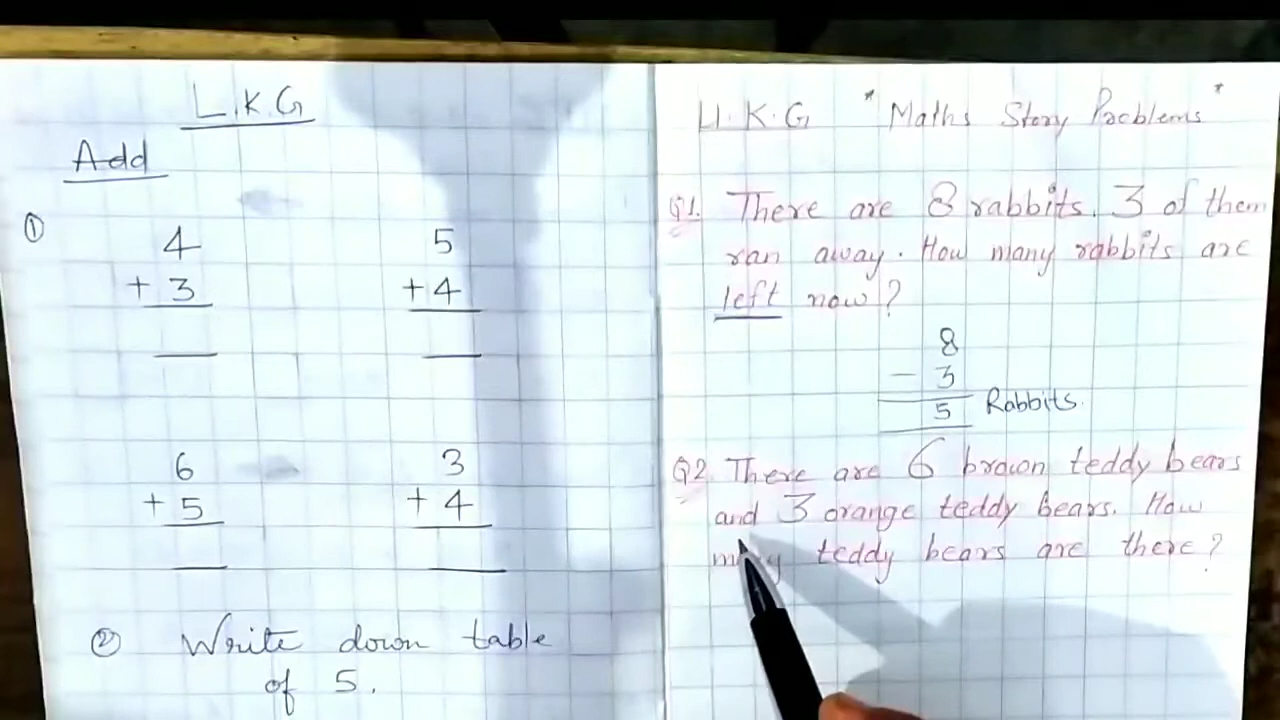 L.K.G
Add
① 4 5
+ 3 + 4
6 3
+ 5 + 4
② Write down table
of 5.
U.K.G "Maths Story Problems"
Q1. There are 8 rabbits. 3 of them
ran away. How many rabbits are
left now?
8
- 3
5 Rabbits.
Q2. There are 6 brown teddy bears
and 3 orange teddy bears. How
many teddy bears are there?